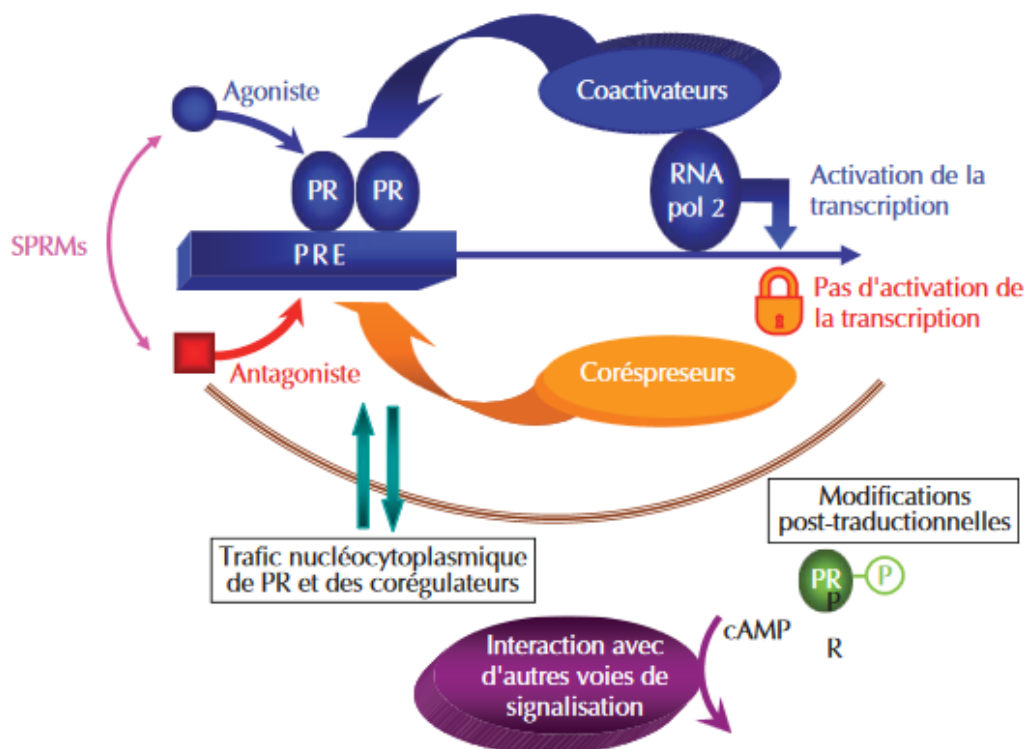 Agoniste
Coactivateurs
PR
PR
RNA
pol 2
Activation de la
transcription
SPRMs
PRE
Pas d'activation de
la transcription
Antagoniste
Coréspreseurs
Modifications
post-traductionnelles
Trafic nucléocytoplasmique
de PR et des corégulateurs
PR
P
P
R
cAMP
Interaction avec
d'autres voies de
signalisation